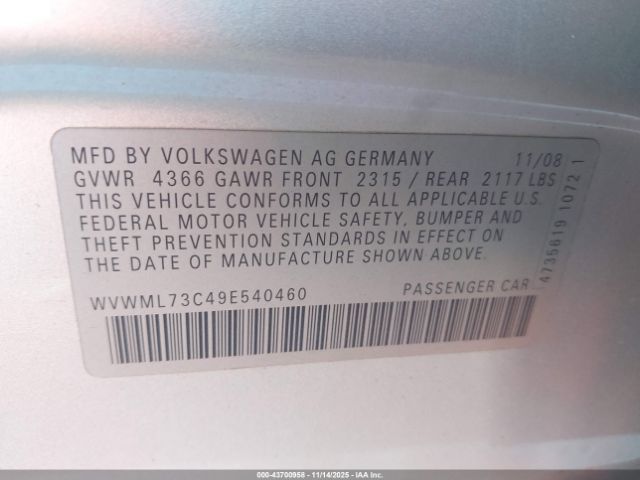 MFD BY VOLKSWAGEN AG GERMANY 11/08
GVWR 4366 GAWR FRONT 2315 / REAR 2117 LBS
THIS VEHICLE CONFORMS TO ALL APPLICABLE U.S.
FEDERAL MOTOR VEHICLE SAFETY, BUMPER AND
THEFT PREVENTION STANDARDS IN EFFECT ON
THE DATE OF MANUFACTURE SHOWN ABOVE.
WVWML73C49E540460 PASSENGER CAR
4735619 1072 1
000-43700958 - 11/14/2025 - IAA Inc.